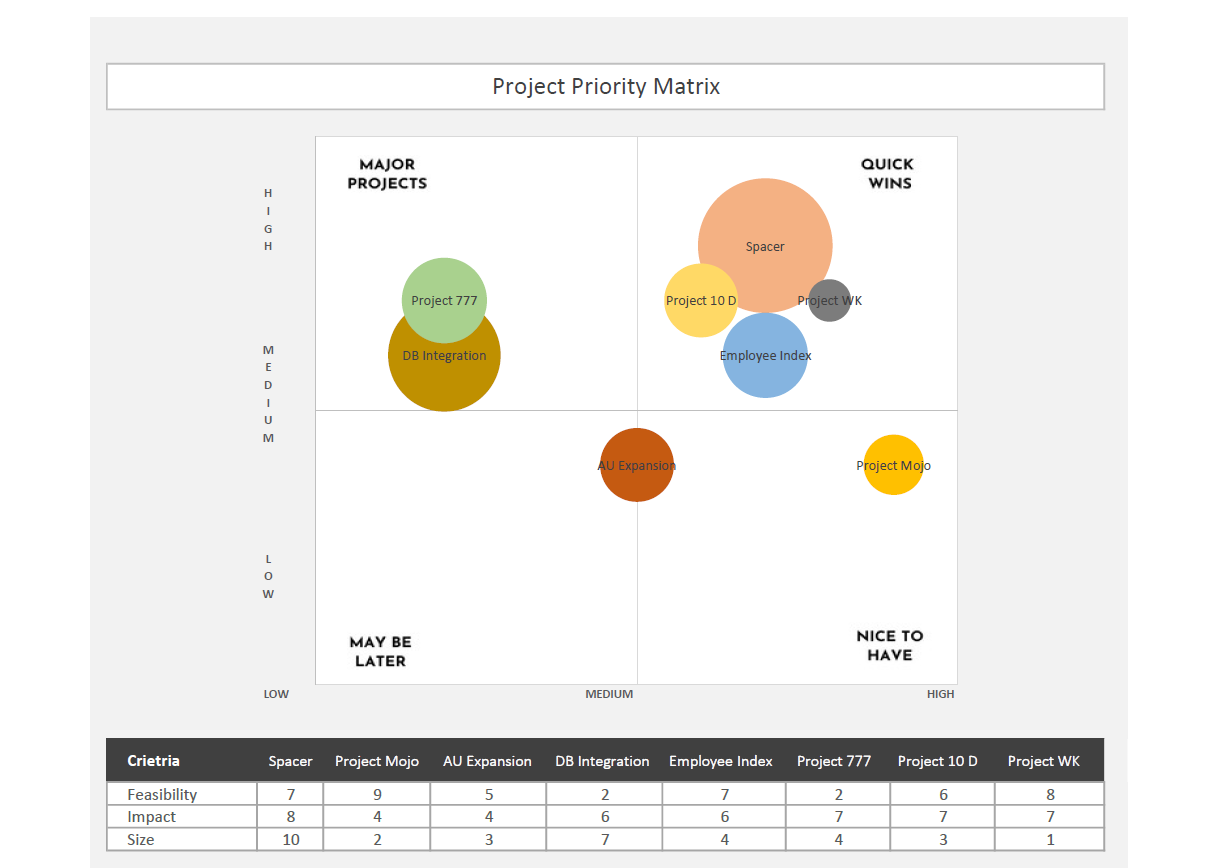 Project Priority Matrix
MAJOR
PROJECTS
QUICK
WINS
H
I
G
H
Spacer
Project 777
Project 10 D
Project WK
M
E
D
I
U
M
DB Integration
Employee Index
AU Expansion
Project Mojo
L
O
W
MAY BE
LATER
NICE TO
HAVE
LOW MEDIUM HIGH
Crietria Spacer Project Mojo AU Expansion DB Integration Employee Index Project 777 Project 10 D Project WK
Feasibility 7 9 5 2 7 2 6 8
Impact 8 4 4 6 6 7 7 7
Size 10 2 3 7 4 4 3 1